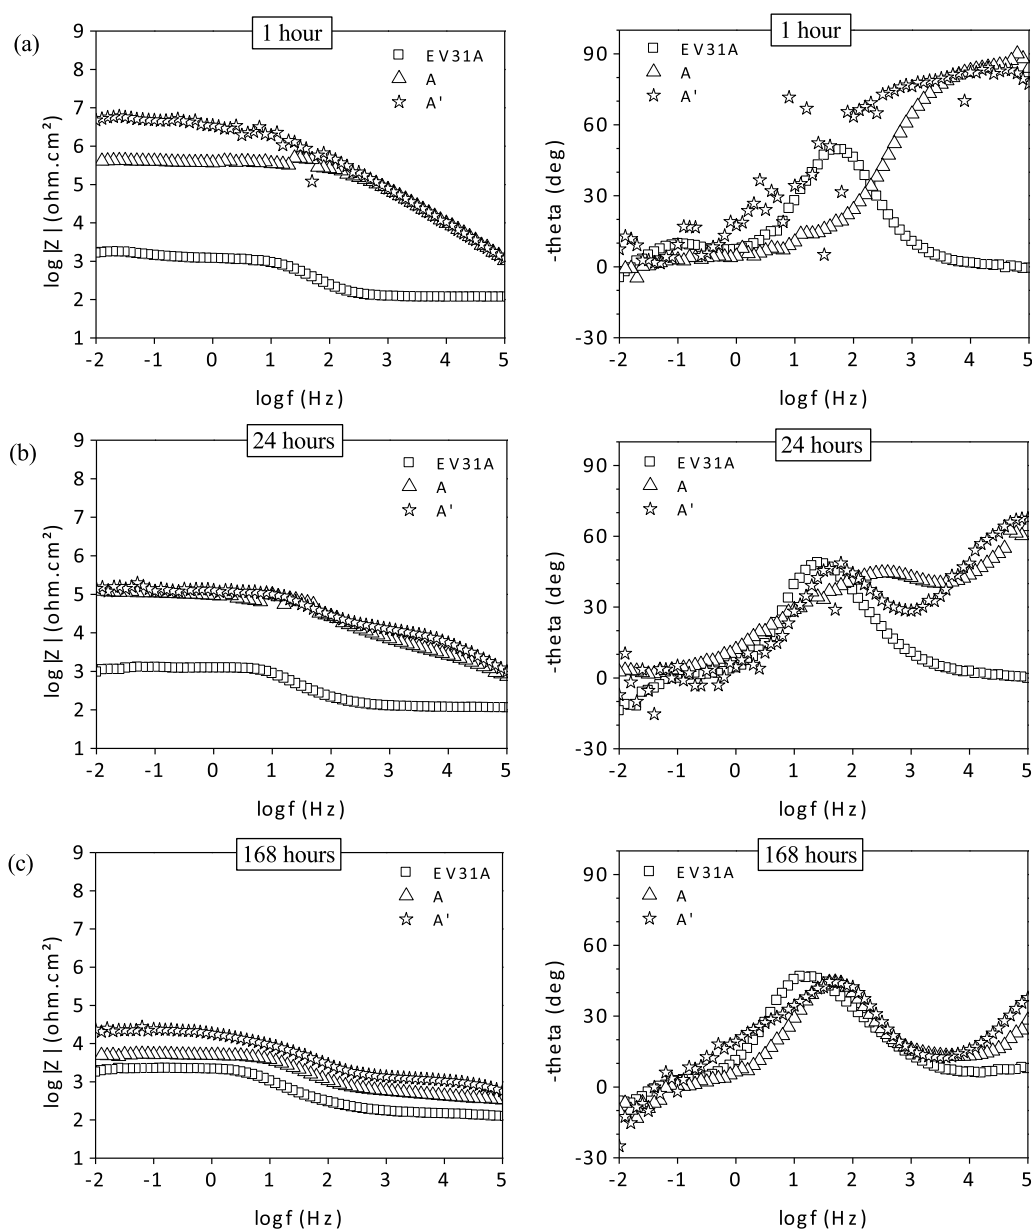 (a)
1 hour
EV31A
A
A'
9
8
7
6
5
4
3
2
1
-2 -1 0 1 2 3 4 5
log|Z| (ohm.cm²)
logf (Hz)
1 hour
EV31A
A
A'
90
60
30
0
-30
-2 -1 0 1 2 3 4 5
-theta (deg)
logf (Hz)
(b)
24 hours
EV31A
A
A'
9
8
7
6
5
4
3
2
1
-2 -1 0 1 2 3 4 5
log|Z| (ohm.cm²)
logf (Hz)
24 hours
EV31A
A
A'
90
60
30
0
-30
-2 -1 0 1 2 3 4 5
-theta (deg)
logf (Hz)
(c)
168 hours
EV31A
A
A'
9
8
7
6
5
4
3
2
1
-2 -1 0 1 2 3 4 5
log|Z| (ohm.cm²)
logf (Hz)
168 hours
EV31A
A
A'
90
60
30
0
-30
-2 -1 0 1 2 3 4 5
-theta (deg)
logf (Hz)